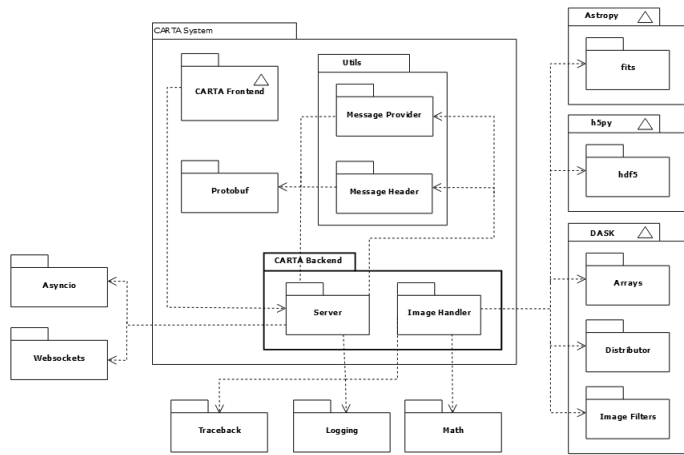 CARTA System
Astropy
fits
Utils
CARTA Frontend
Message Provider
h5py
hdf5
Protobuf
Message Header
DASK
CARTA Backend
Arrays
Asyncio
Server
Image Handler
Websockets
Distributor
Traceback
Logging
Math
Image Filters